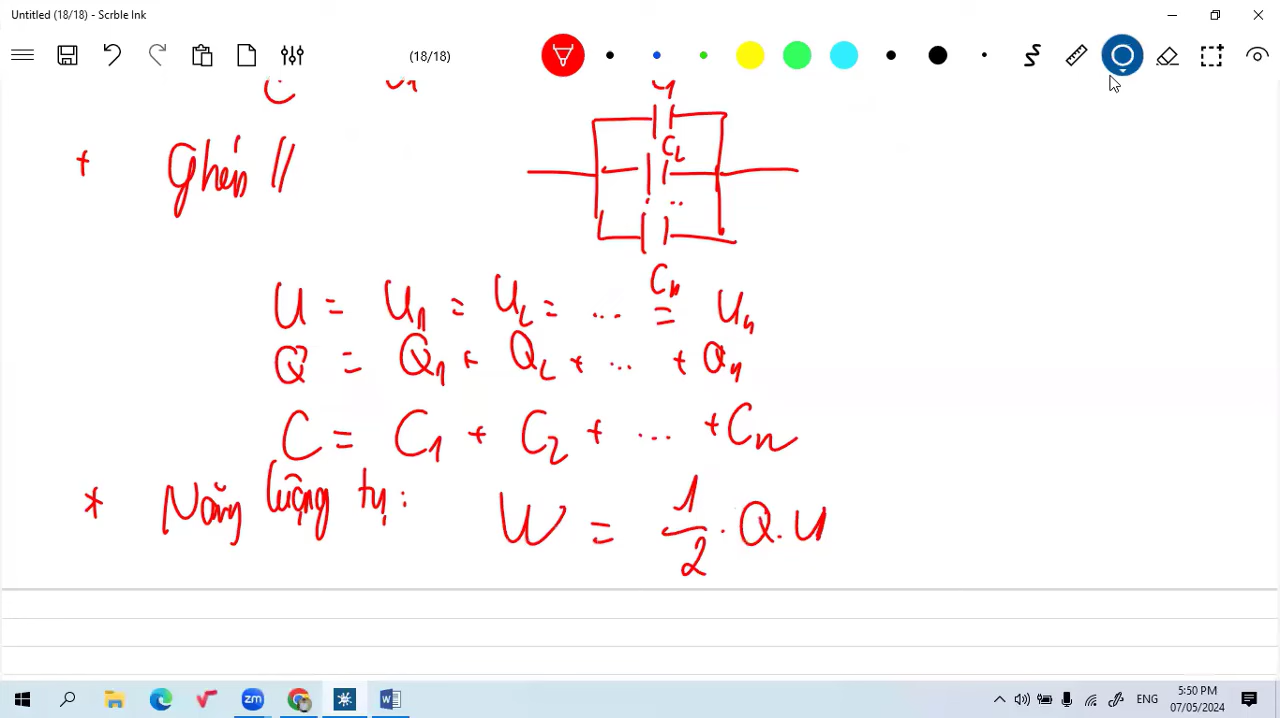 Untitled (18/18) - Scrble Ink
(18/18)
+ Ghép //
C2
Cn
U = U1 = U2 = ... = Un
Q = Q1 + Q2 + ... + Qn
C = C1 + C2 + ... + Cn
* Năng lượng tụ: W = 1/2 . Q.U
zm
ENG
5:50 PM
07/05/2024